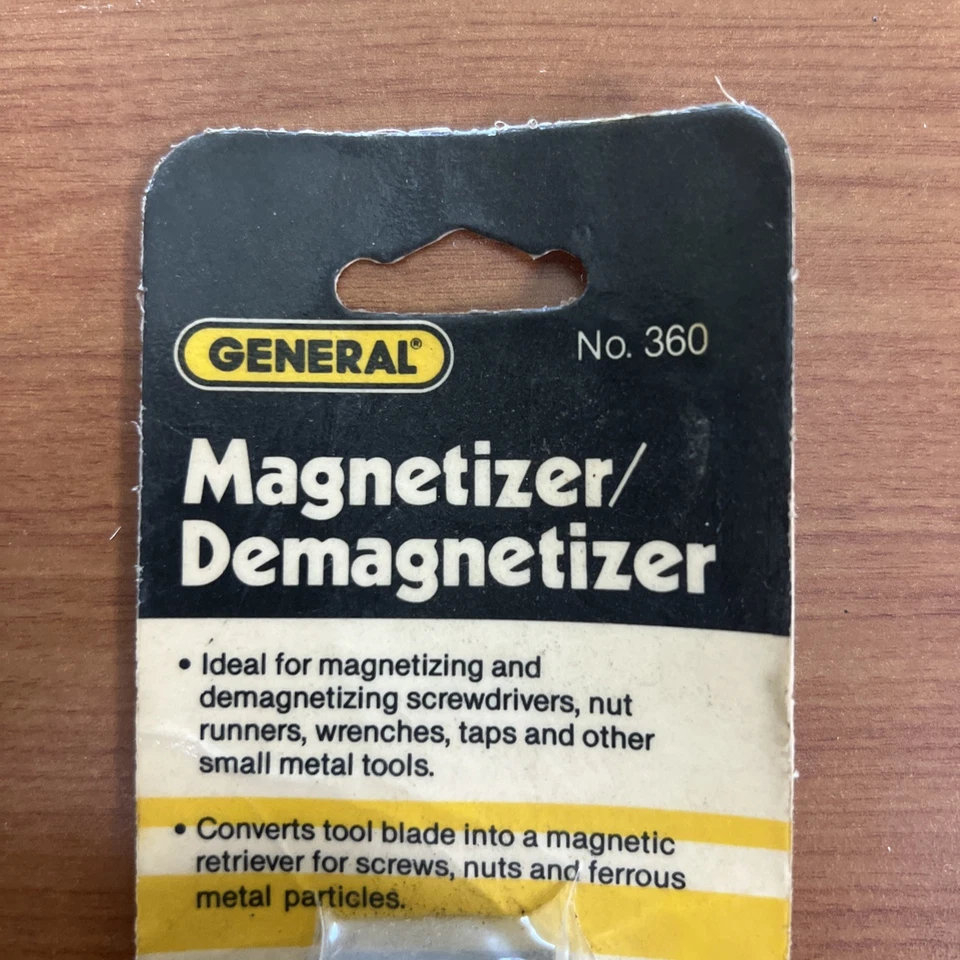 GENERAL®
No. 360
Magnetizer/
Demagnetizer
• Ideal for magnetizing and
demagnetizing screwdrivers, nut
runners, wrenches, taps and other
small metal tools.
• Converts tool blade into a magnetic
retriever for screws, nuts and ferrous
metal particles.